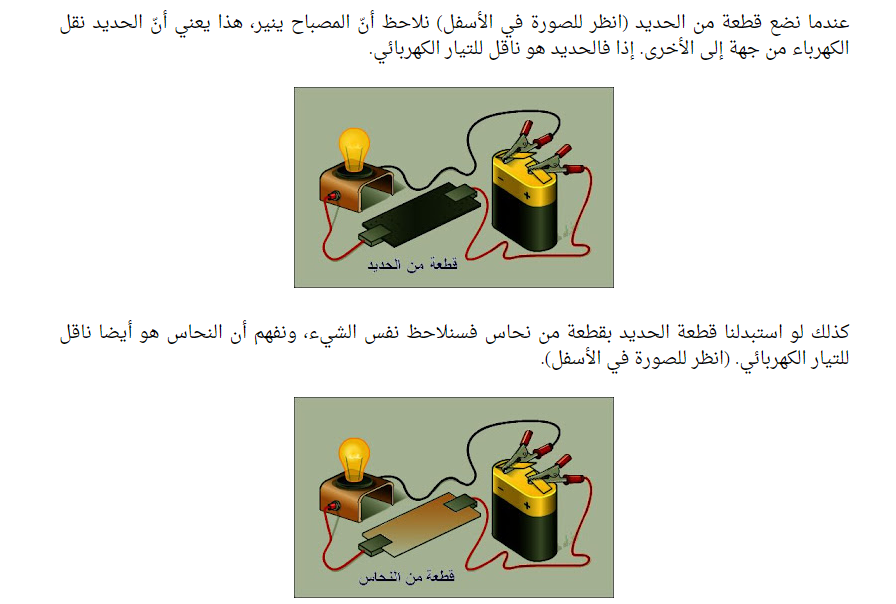 عندما نضع قطعة من الحديد (انظر للصورة في الأسفل) نلاحظ أنّ المصباح ينير، هذا يعني أنّ الحديد نقل
الكهرباء من جهة إلى الأخرى. إذا فالحديد هو ناقل للتيار الكهربائي.
قطعة من الحديد
كذلك لو استبدلنا قطعة الحديد بقطعة من نحاس فسنلاحظ نفس الشيء، ونفهم أن النحاس هو أيضا ناقل
للتيار الكهربائي. (انظر للصورة في الأسفل).
قطعة من النحاس